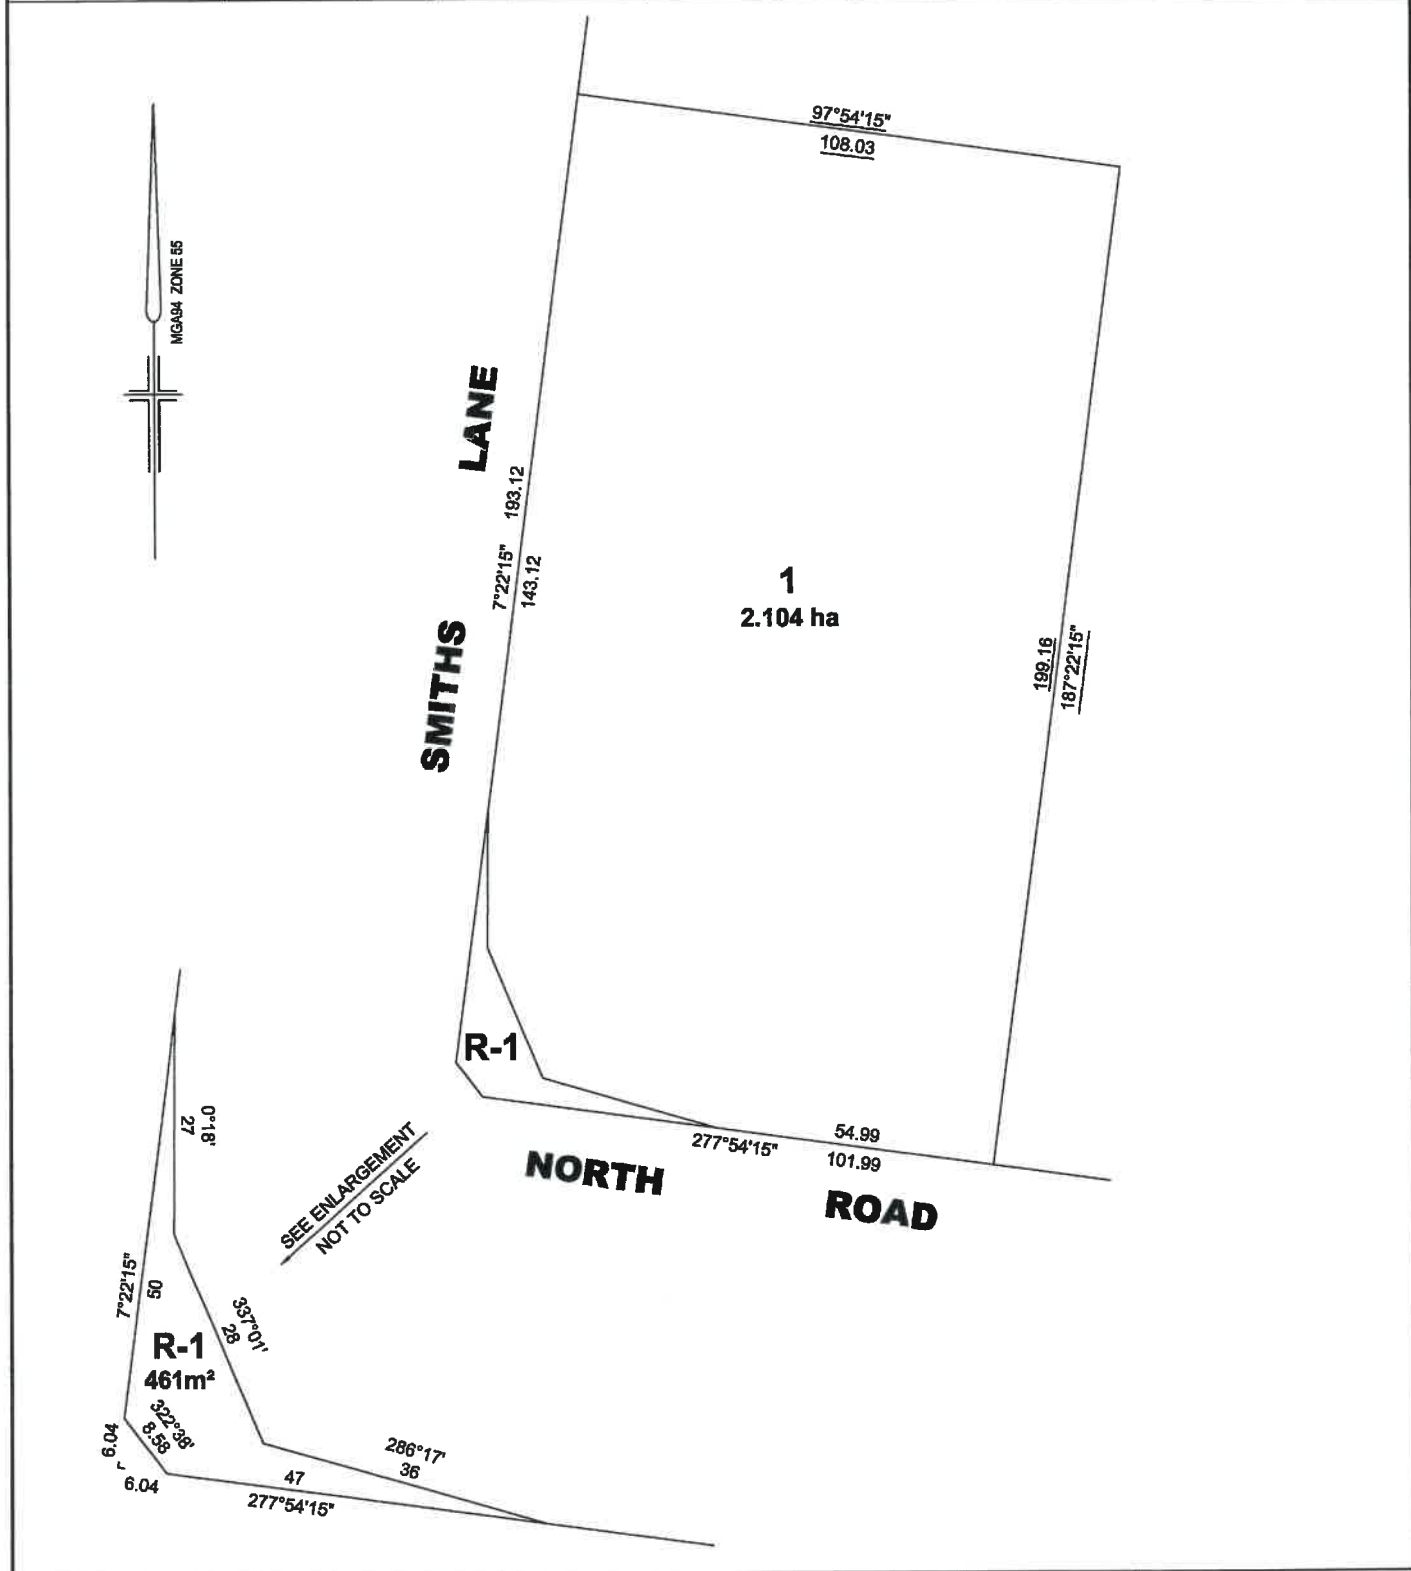 97°54'15"
108.03
MGA94 ZONE 55
SMITHS LANE
193.12
7°22'15"
143.12
1
2.104 ha
199.16
187°22'15"
R-1
277°54'15"
54.99
101.99
NORTH ROAD
SEE ENLARGEMENT
NOT TO SCALE
0°18'
27
7°22'15"
50
337°01'
28
R-1
461m²
322°38'
8.58
6.04
6.04
286°17'
36
47
277°54'15"